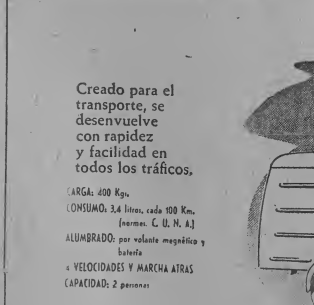 Creado para el
transporte, se
desenvuelve
con rapidez
y facilidad en
todos los tráficos.
CARGA: 400 Kgs.
CONSUMO: 3,4 litros, cada 100 Km.
(normas. C. U. N. A.)
ALUMBRADO: por volante magnético y
batería
4 VELOCIDADES Y MARCHA ATRAS
CAPACIDAD: 2 personas